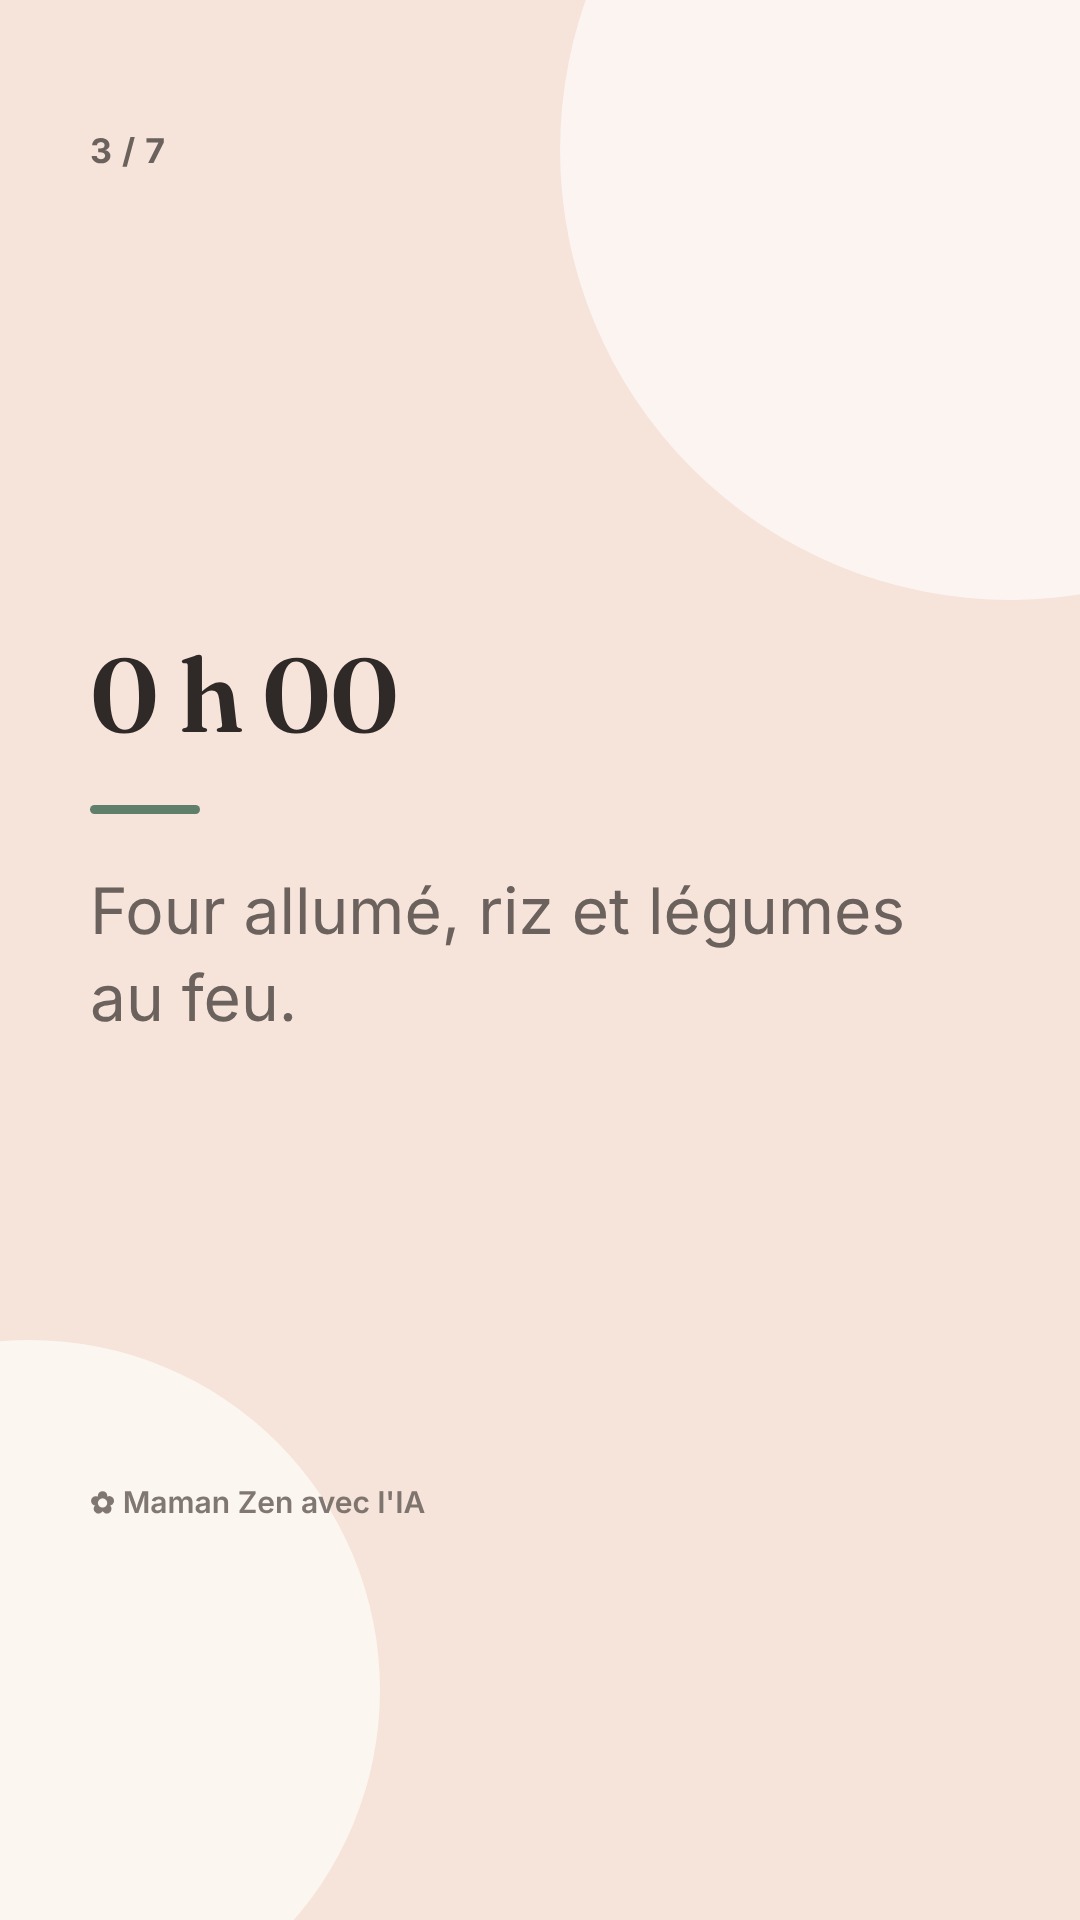 3 / 7
0 h 00
Four allumé, riz et légumes
au feu.
✿ Maman Zen avec l'IA